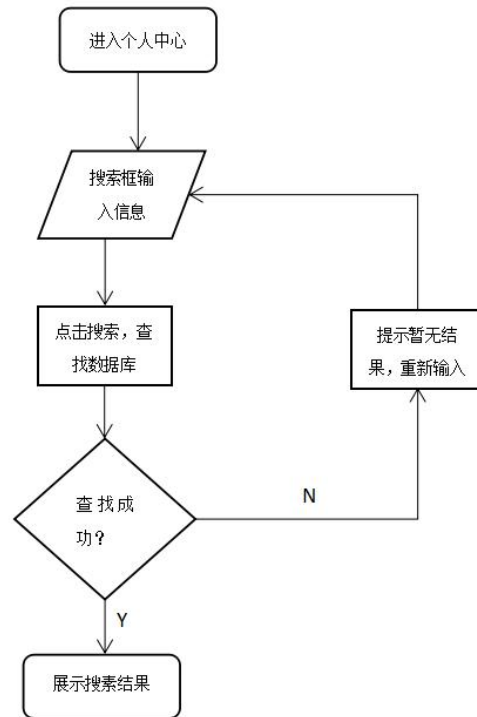 进入个人中心
搜索框输
入信息
点击搜索，查
找数据库
提示暂无结
果，重新输入
查找成
功？
N
Y
展示搜素结果